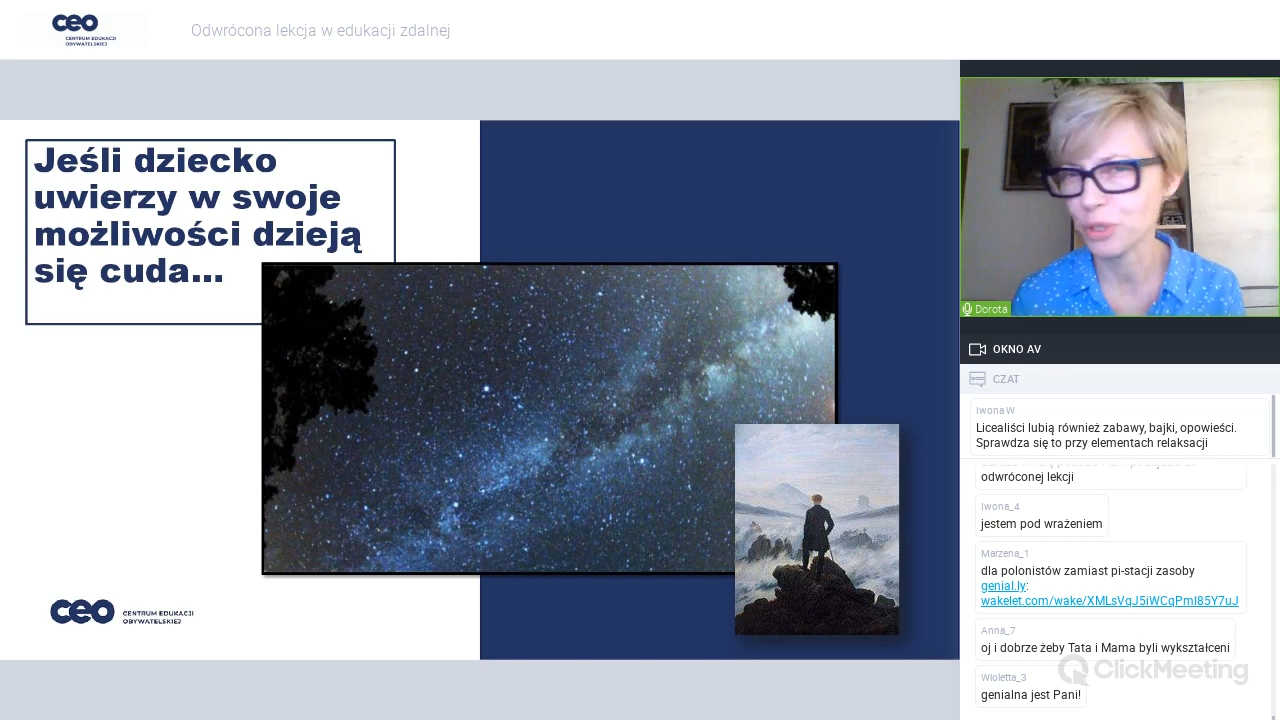 ceo
CENTRUM EDUKACJI
OBYWATELSKIEJ
Odwrócona lekcja w edukacji zdalnej
Jeśli dziecko
uwierzy w swoje
możliwości dzieją
się cuda...
ceo
CENTRUM EDUKACJI
OBYWATELSKIEJ
Dorota
OKNO AV
CZAT
Iwona W
Licealiści lubią również zabawy, bajki, opowieści.
Sprawdza się to przy elementach relaksacji
odwróconej lekcji
Iwona_4
jestem pod wrażeniem
Marzena_1
dla polonistów zamiast pi-stacji zasoby
genial.ly:
wakelet.com/wake/XMLsVqJ5iWCqPmI85Y7uJ
Anna_7
oj i dobrze żeby Tata i Mama byli wykształceni
Wioletta_3
genialna jest Pani!
ClickMeeting